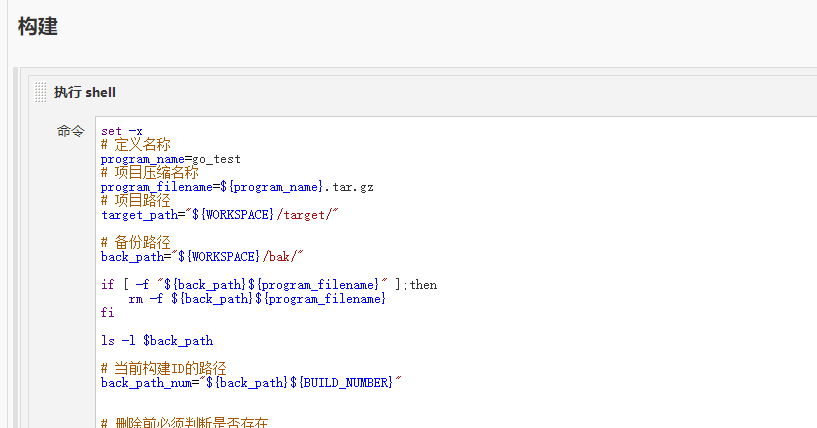 构建
执行 shell
命令
set -x
# 定义名称
program_name=go_test
# 项目压缩名称
program_filename=${program_name}.tar.gz
# 项目路径
target_path="${WORKSPACE}/target/"
# 备份路径
back_path="${WORKSPACE}/bak/"
if [ -f "${back_path}${program_filename}" ];then
    rm -f ${back_path}${program_filename}
fi
ls -l $back_path
# 当前构建ID的路径
back_path_num="${back_path}${BUILD_NUMBER}"
# 删除前必须判断是否存在